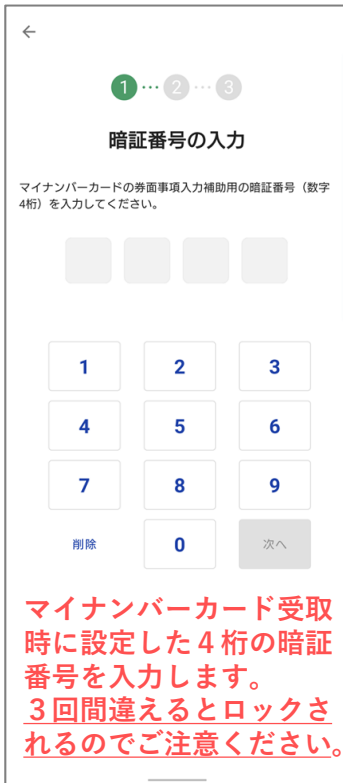 ←
1…2…3
暗証番号の入力
マイナンバーカードの券面事項入力補助用の暗証番号（数字
4桁）を入力してください。
1 2 3
4 5 6
7 8 9
削除 0 次へ
マイナンバーカード受取
時に設定した４桁の暗証
番号を入力します。
３回間違えるとロックさ
れるのでご注意ください。